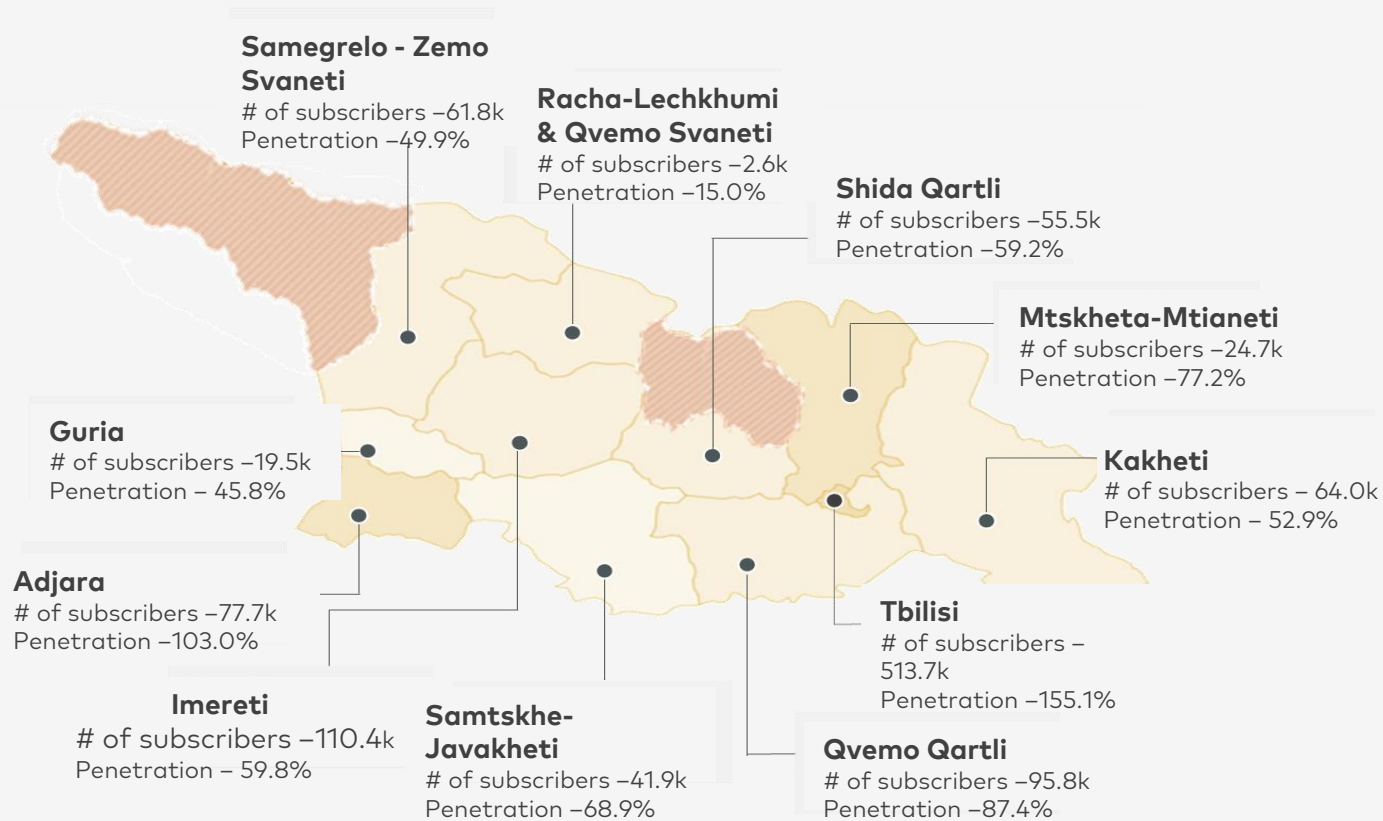 Samegrelo - Zemo
Svaneti
# of subscribers –61.8k
Penetration –49.9%
Racha-Lechkhumi
& Qvemo Svaneti
# of subscribers –2.6k
Penetration –15.0%
Shida Qartli
# of subscribers –55.5k
Penetration –59.2%
Mtskheta-Mtianeti
# of subscribers –24.7k
Penetration –77.2%
Guria
# of subscribers –19.5k
Penetration – 45.8%
Kakheti
# of subscribers – 64.0k
Penetration – 52.9%
Adjara
# of subscribers –77.7k
Penetration –103.0%
Tbilisi
# of subscribers –
513.7k
Penetration –155.1%
Imereti
# of subscribers –110.4k
Penetration – 59.8%
Samtskhe-
Javakheti
# of subscribers –41.9k
Penetration –68.9%
Qvemo Qartli
# of subscribers –95.8k
Penetration –87.4%